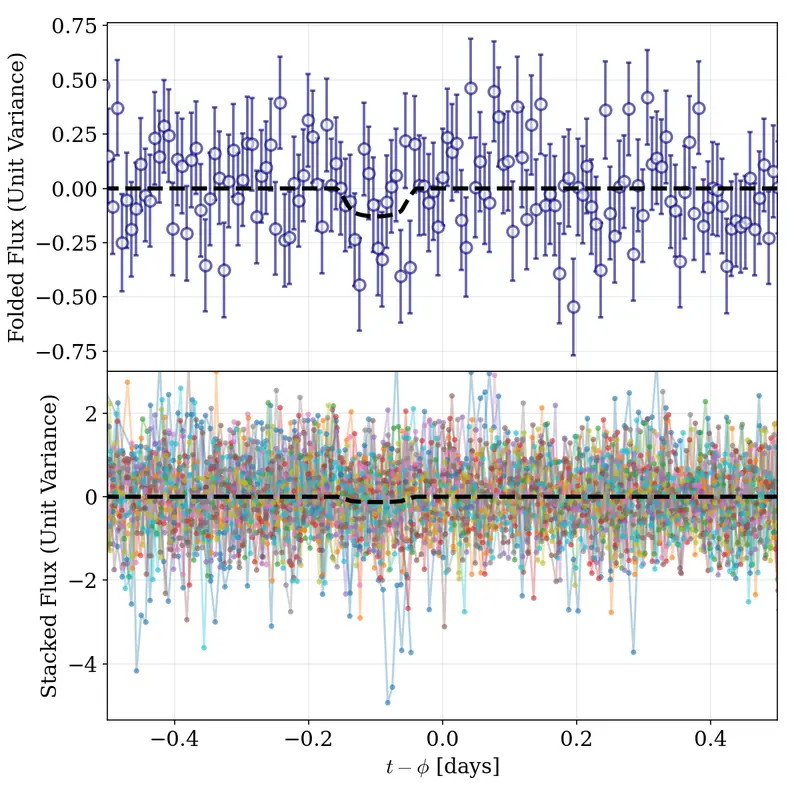 Folded Flux (Unit Variance)
0.75
0.50
0.25
0.00
−0.25
−0.50
−0.75
Stacked Flux (Unit Variance)
2
0
−2
−4
−0.4 −0.2 0.0 0.2 0.4
t − ϕ [days]